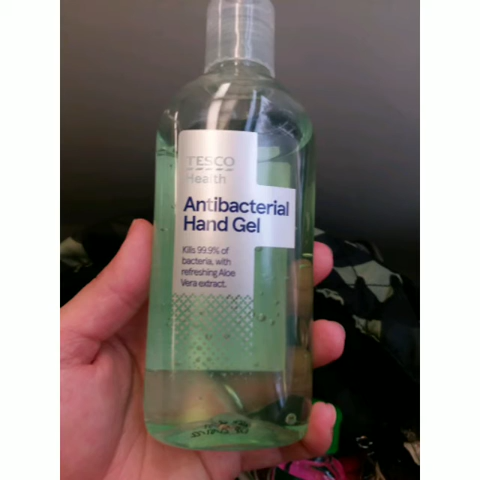 TESCO
Health
Antibacterial
Hand Gel
Kills 99.9% of
bacteria, with
refreshing Aloe
Vera extract.